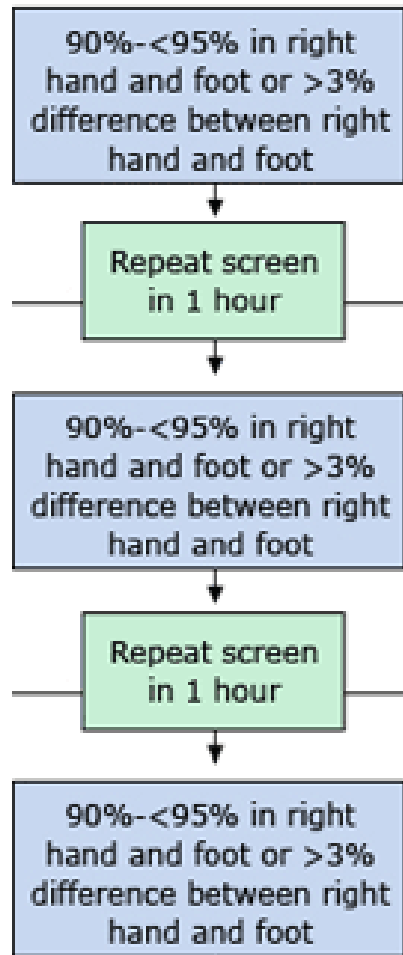 90%-<95% in right
hand and foot or >3%
difference between right
hand and foot
Repeat screen
in 1 hour
90%-<95% in right
hand and foot or >3%
difference between right
hand and foot
Repeat screen
in 1 hour
90%-<95% in right
hand and foot or >3%
difference between right
hand and foot